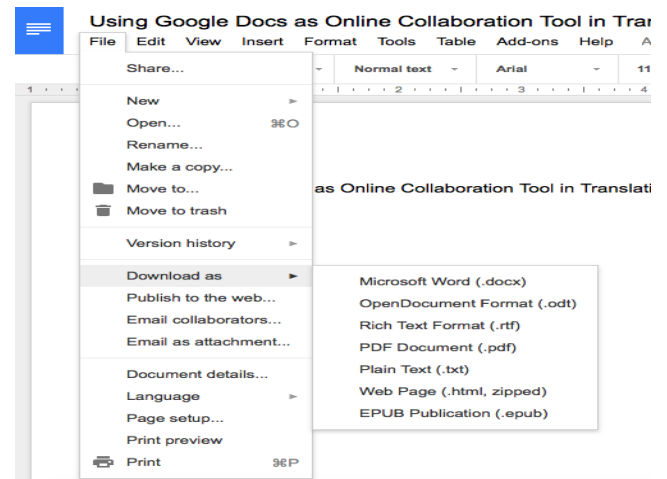 Using Google Docs as Online Collaboration Tool in
File Edit View Insert Format Tools Table Add-ons Help
Normal text Arial 11
1 2 3 4
Share...
New
Open... ⌘O
Rename...
Make a copy...
Move to...
as Online Collaboration Tool in
Move to trash
Version history
Download as
Microsoft Word (.docx)
Publish to the web...
OpenDocument Format (.odt)
Email collaborators...
Rich Text Format (.rtf)
Email as attachment...
PDF Document (.pdf)
Plain Text (.txt)
Document details...
Web Page (.html, zipped)
Language
EPUB Publication (.epub)
Page setup...
Print preview
Print ⌘P